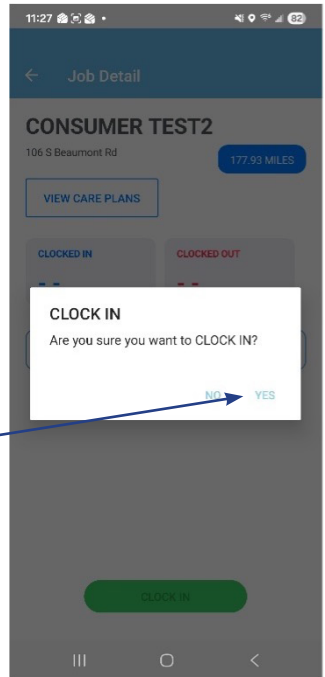 11:27
82
Job Detail
CONSUMER TEST2
106 S Beaumont Rd
177.93 MILES
VIEW CARE PLANS
CLOCKED IN
CLOCKED OUT
--
--
CLOCK IN
Are you sure you want to CLOCK IN?
NO
YES
CLOCK IN